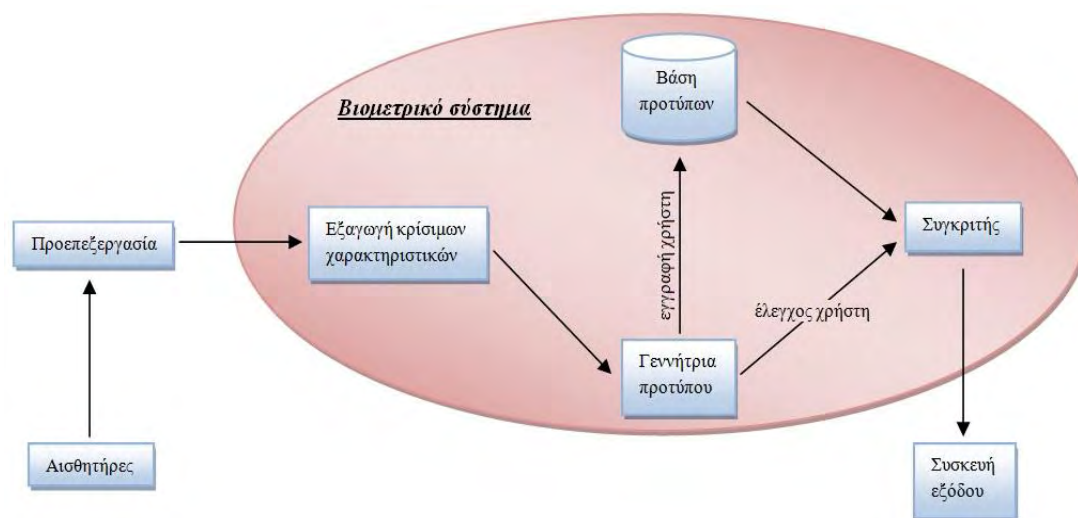 Βάση
προτύπων
Βιομετρικό σύστημα
Προεπεξεργασία
Εξαγωγή κρίσιμων
χαρακτηριστικών
Συγκριτής
εγγραφή χρήστη
έλεγχος χρήστη
Γεννήτρια
προτύπου
Αισθητήρες
Συσκευή
εξόδου